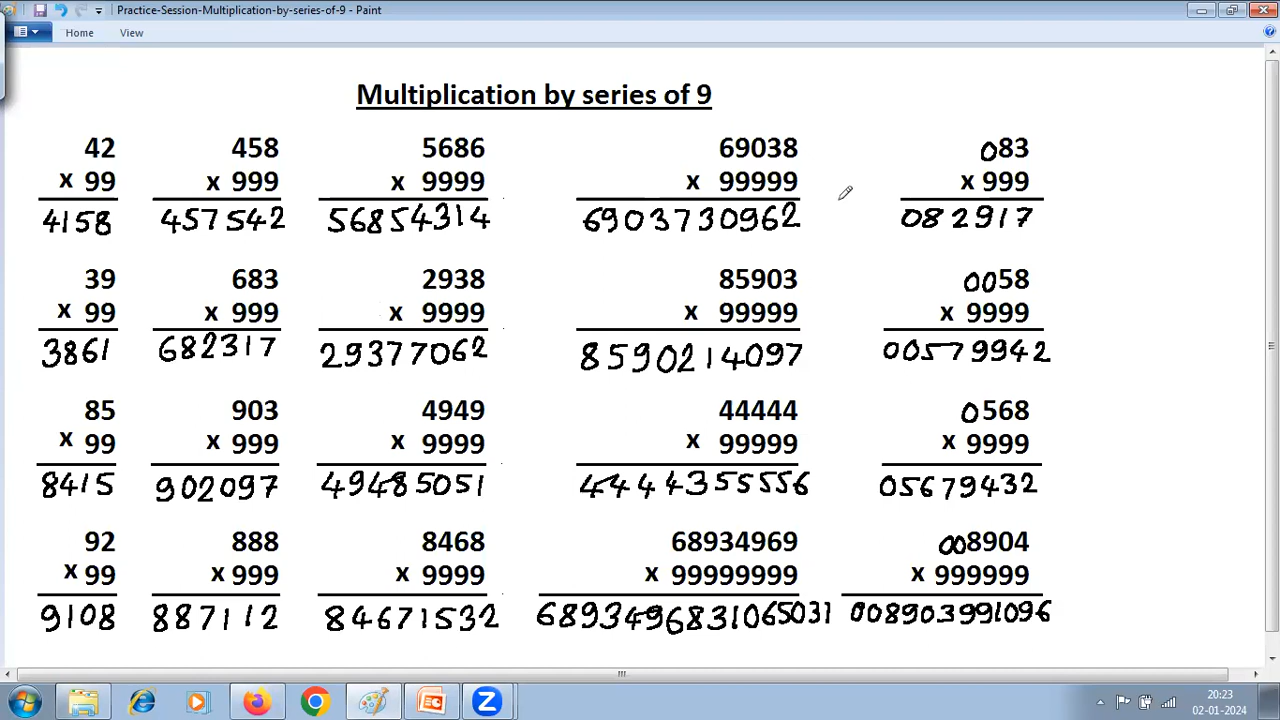 Practice-Session-Multiplication-by-series-of-9 - Paint
Home View
Multiplication by series of 9
42 458 5686 69038 083
x 99 x 999 x 9999 x 99999 x 999
4158 457542 56854314 6903730962 082917
39 683 2938 85903 0058
x 99 x 999 x 9999 x 99999 x 9999
3861 682317 29377062 8590214097 00579942
85 903 4949 44444 0568
x 99 x 999 x 9999 x 99999 x 9999
8415 902097 49485051 4444355556 05679432
92 888 8468 68934969 008904
x 99 x 999 x 9999 x 99999999 x 999999
9108 887112 84671532 6893496831065031 008903991096
20:23
02-01-2024